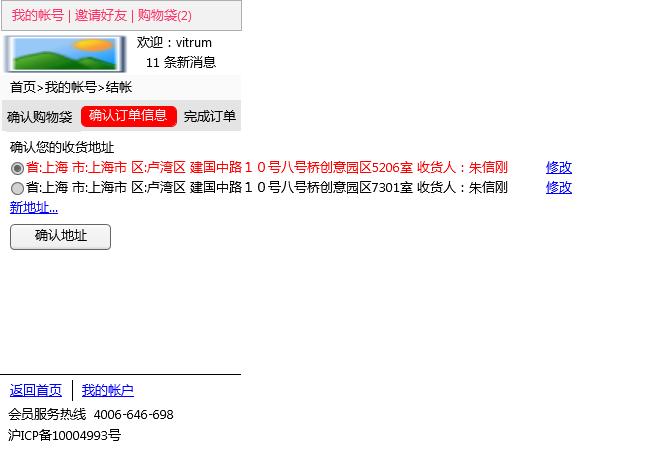 我的帐号 | 邀请好友 | 购物袋(2)
欢迎：vitrum
11 条新消息
首页>我的帐号>结帐
确认购物袋 确认订单信息 完成订单
确认您的收货地址
省:上海 市:上海市 区:卢湾区 建国中路１０号八号桥创意园区5206室 收货人：朱信刚 修改
省:上海 市:上海市 区:卢湾区 建国中路１０号八号桥创意园区7301室 收货人：朱信刚 修改
新地址...
确认地址
返回首页 | 我的帐户
会员服务热线 4006-646-698
沪ICP备10004993号